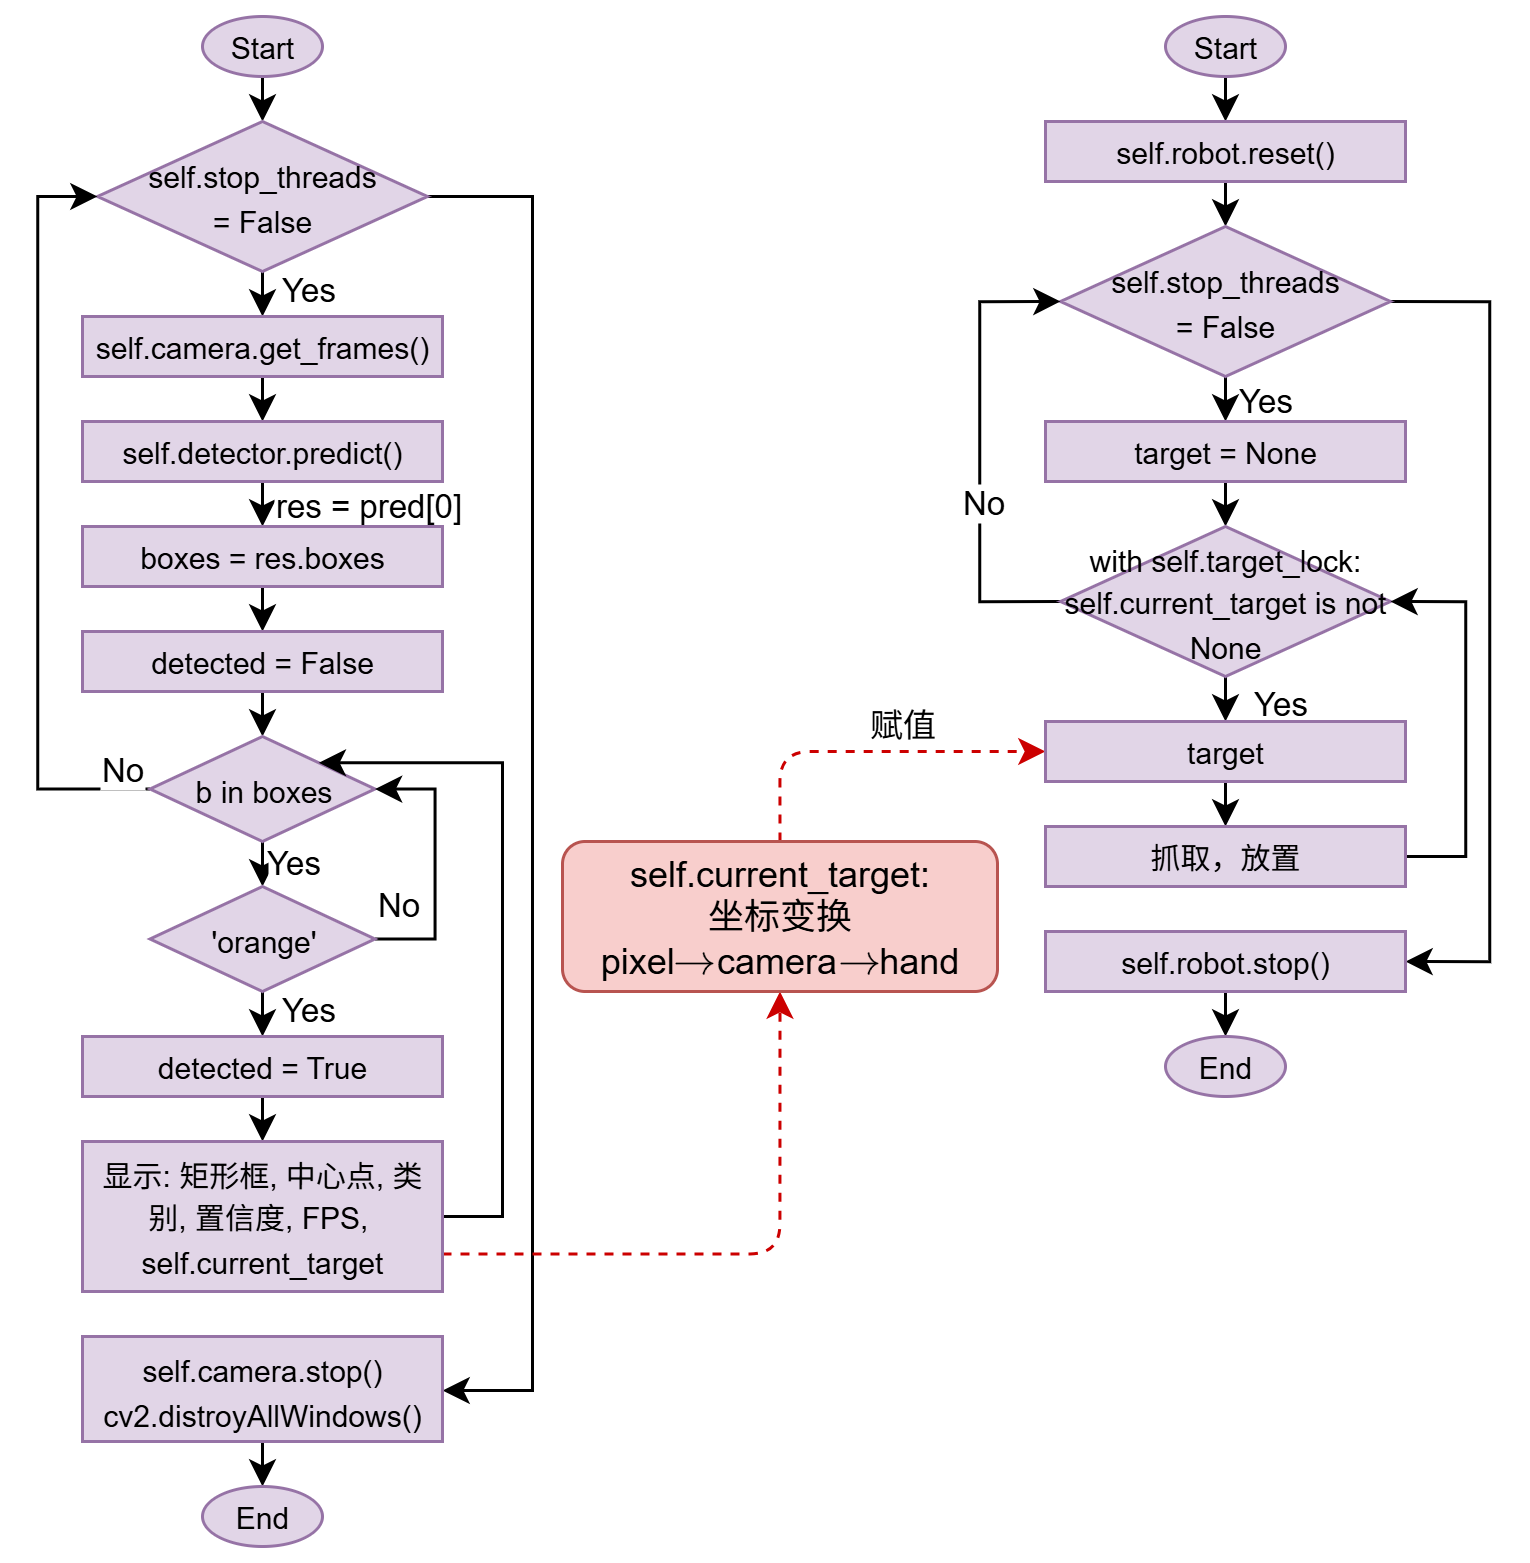 Start
self.stop_threads
= False
Yes
self.camera.get_frames()
self.detector.predict()
res = pred[0]
boxes = res.boxes
detected = False
No
b in boxes
Yes
No
'orange'
Yes
detected = True
显示: 矩形框, 中心点, 类
别, 置信度, FPS,
self.current_target
self.camera.stop()
cv2.distroyAllWindows()
End
self.current_target:
坐标变换
pixel→camera→hand
赋值
Start
self.robot.reset()
self.stop_threads
= False
Yes
target = None
No
with self.target_lock:
self.current_target is not
None
Yes
target
抓取，放置
self.robot.stop()
End